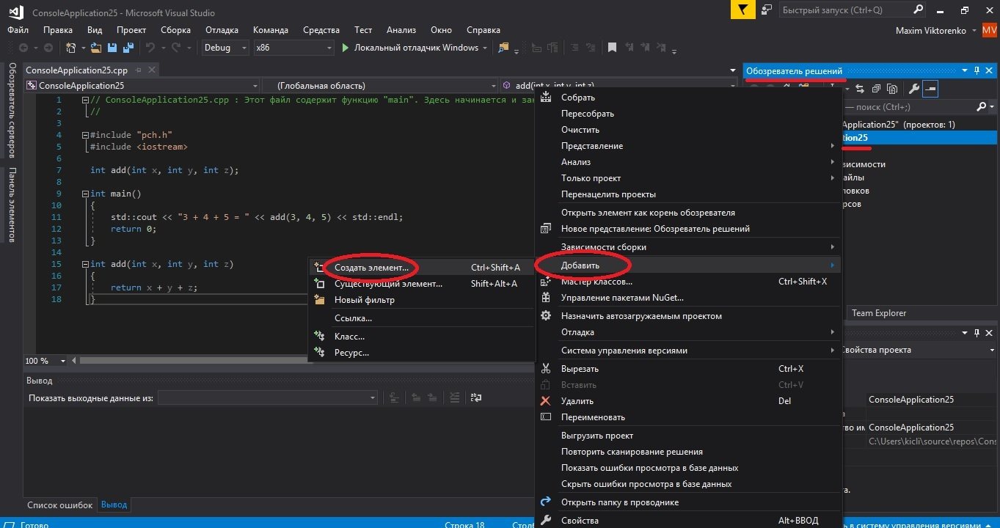 ConsoleApplication25 - Microsoft Visual Studio
Быстрый запуск (Ctrl+Q)
Файл Правка Вид Проект Сборка Отладка Команда Средства Тест Анализ Окно Справка
Maxim Viktorenko MV
Debug x86 Локальный отладчик Windows
Обозреватель серверов
Панель элементов
ConsoleApplication25.cpp
ConsoleApplication25 (Глобальная область) add(int x, int y, int z)
1 // ConsoleApplication25.cpp : Этот файл содержит функцию "main". Здесь начинается и
2 //
3
4 #include "pch.h"
5 #include <iostream>
6
7 int add(int x, int y, int z);
8
9 int main()
10 {
11 std::cout << "3 + 4 + 5 = " << add(3, 4, 5) << std::endl;
12 return 0;
13 }
14
15 int add(int x, int y, int z)
16 {
17 return x + y + z;
18 }
100 %
Создать элемент... Ctrl+Shift+A
Существующий элемент... Shift+Alt+A
Новый фильтр
Ссылка...
Класс...
Ресурс...
Собрать
Пересобрать
Очистить
Представление
Анализ
Только проект
Перенацелить проекты
Открыть элемент как корень обозревателя
Новое представление: Обозреватель решений
Зависимости сборки
Добавить
Мастер классов... Ctrl+Shift+X
Управление пакетами NuGet...
Назначить автозагружаемым проектом
Отладка
Система управления версиями
Вырезать Ctrl+X
Вставить Ctrl+V
Удалить Del
Переименовать
Выгрузить проект
Повторить сканирование решения
Показать ошибки просмотра в базе данных
Скрыть ошибки просмотра в базе данных
Открыть папку в проводнике
Свойства Alt+ВВОД
Обозреватель решений
— поиск (Ctrl+;)
Application25" (проектов: 1)
tion25
висимости
айлы
ловков
рсов
Team Explorer
Свойства проекта
ConsoleApplication25
а
во им ConsoleApplication25
C:\Users\kicli\source\repos\Cons
а.
Вывод
Показать выходные данные из:
Список ошибок Вывод
Готово Строка 18 Столб ь в систему управления версиями